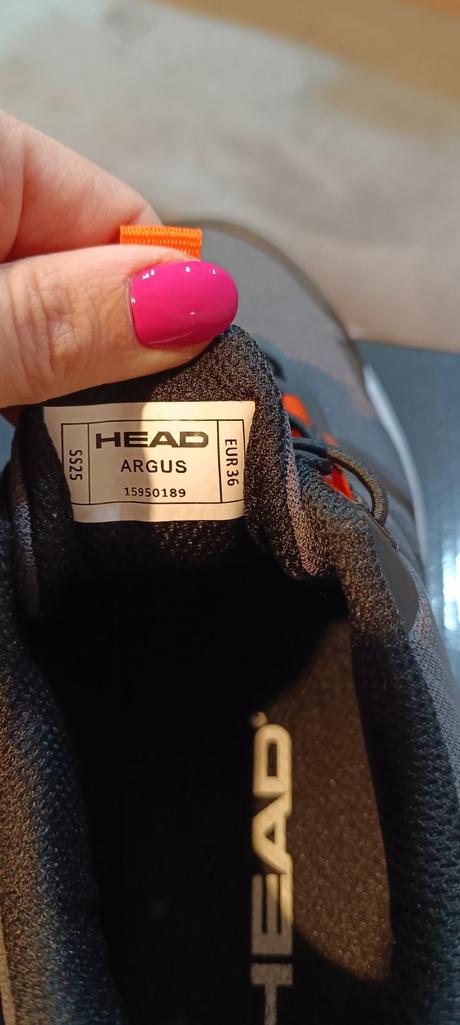 SS25
HEAD
ARGUS
15950189
EUR 36
HEAD